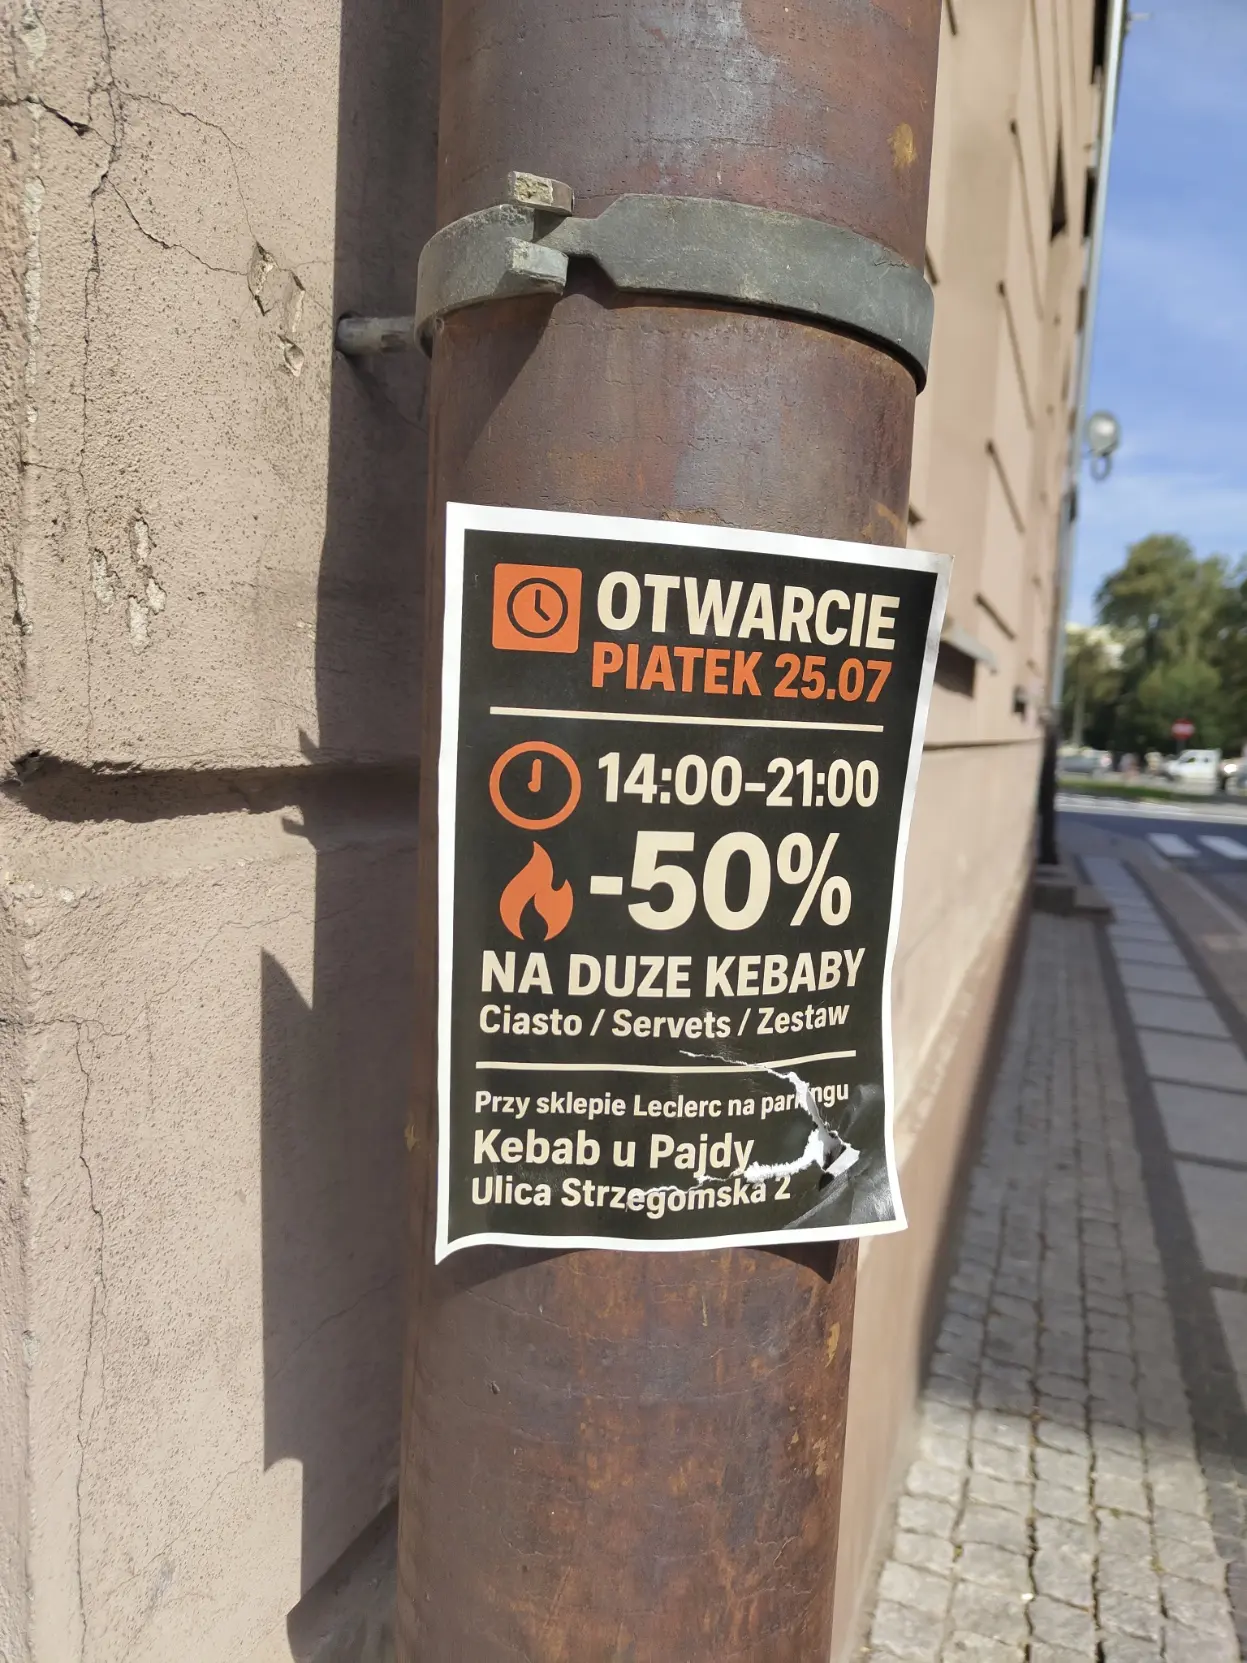 OTWARCIE
PIATEK 25.07
14:00–21:00
-50%
NA DUZE KEBABY
Ciasto / Servets / Zestaw
Przy sklepie Leclerc na parkingu
Kebab u Pajdy
Ulica Strzegomska 2